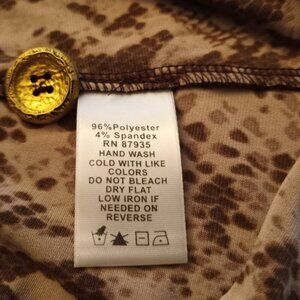 96%Polyester
4% Spandex
RN 87935
HAND WASH
COLD WITH LIKE
COLORS
DO NOT BLEACH
DRY FLAT
LOW IRON IF
NEEDED ON
REVERSE